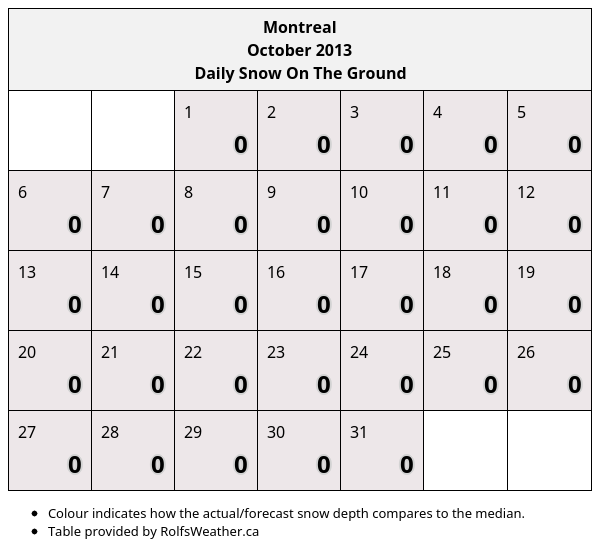 Montreal
October 2013
Daily Snow On The Ground
1 2 3 4 5
0 0 0 0 0
6 7 8 9 10 11 12
0 0 0 0 0 0 0
13 14 15 16 17 18 19
0 0 0 0 0 0 0
20 21 22 23 24 25 26
0 0 0 0 0 0 0
27 28 29 30 31
0 0 0 0 0
• Colour indicates how the actual/forecast snow depth compares to the median.
• Table provided by RolfsWeather.ca